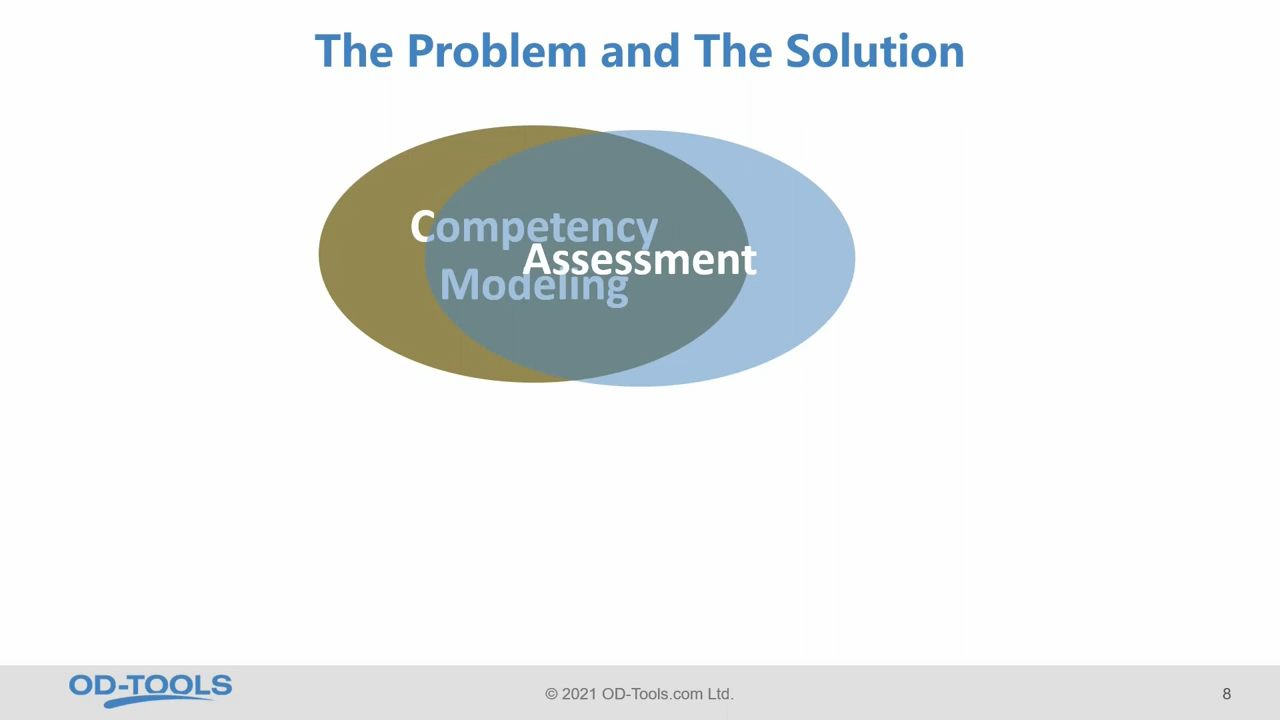 The Problem and The Solution
Competency
Assessment
Modeling
OD-TOOLS
© 2021 OD-Tools.com Ltd.
8